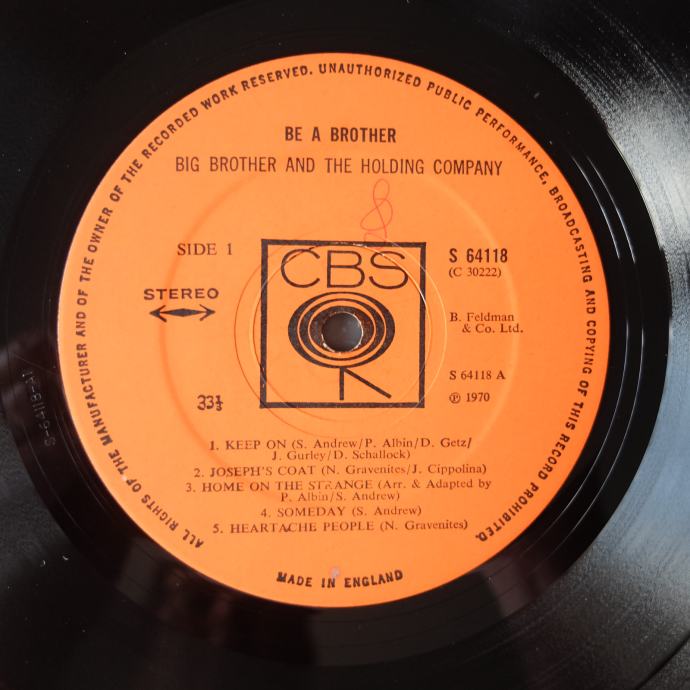 ALL RIGHTS OF THE MANUFACTURER AND OF THE OWNER OF THE RECORDED WORK RESERVED. UNAUTHORIZED PUBLIC PERFORMANCE, BROADCASTING AND COPYING OF THIS RECORD PROHIBITED.
BE A BROTHER
BIG BROTHER AND THE HOLDING COMPANY
SIDE 1
CBS
S 64118
(C 30222)
STEREO
B. Feldman
& Co. Ltd.
S 64118 A
33⅓
℗ 1970
1. KEEP ON (S. Andrew/P. Albin/D. Getz/
J. Gurley/D. Schallock)
2. JOSEPH'S COAT (N. Gravenites/J. Cippolina)
3. HOME ON THE STRANGE (Arr. & Adapted by
P. Albin/S. Andrew)
4. SOMEDAY (S. Andrew)
5. HEARTACHE PEOPLE (N. Gravenites)
MADE IN ENGLAND